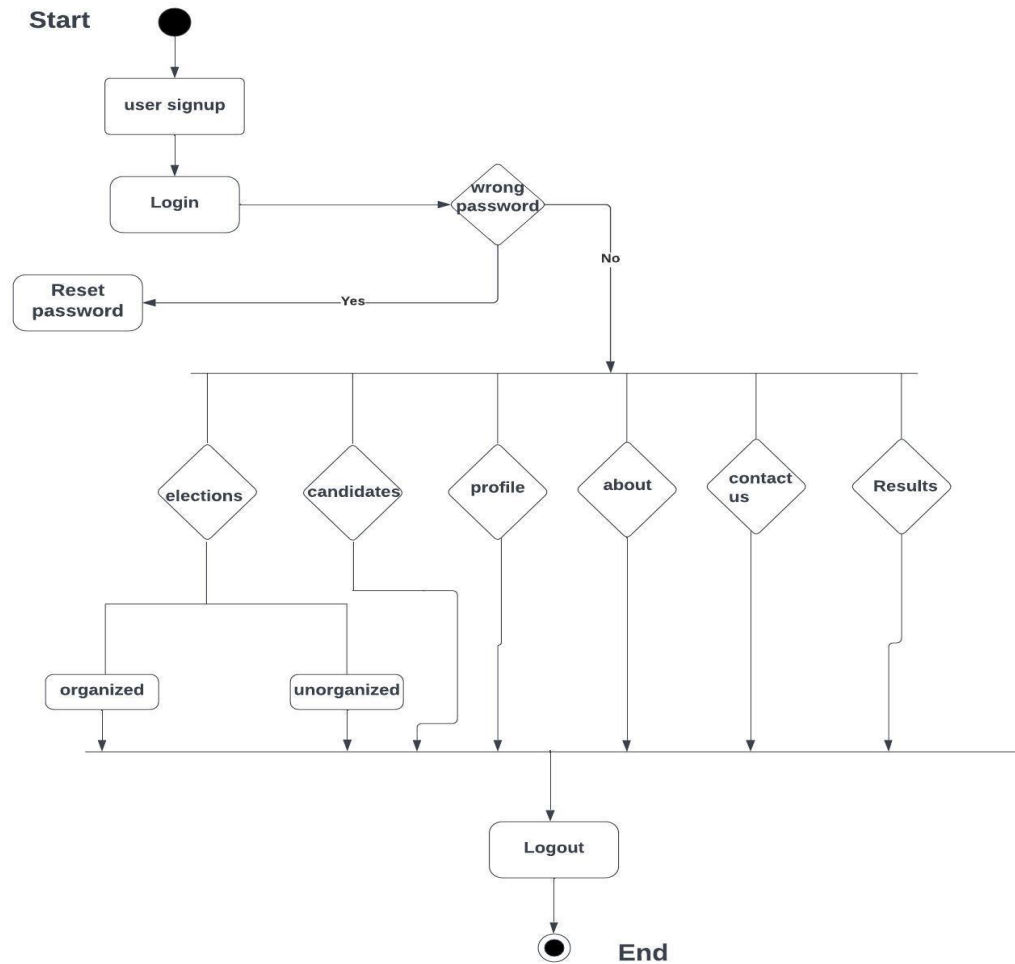 Start
user signup
Login
wrong
password
No
Reset
password
Yes
elections
candidates
profile
about
contact
us
Results
organized
unorganized
Logout
End